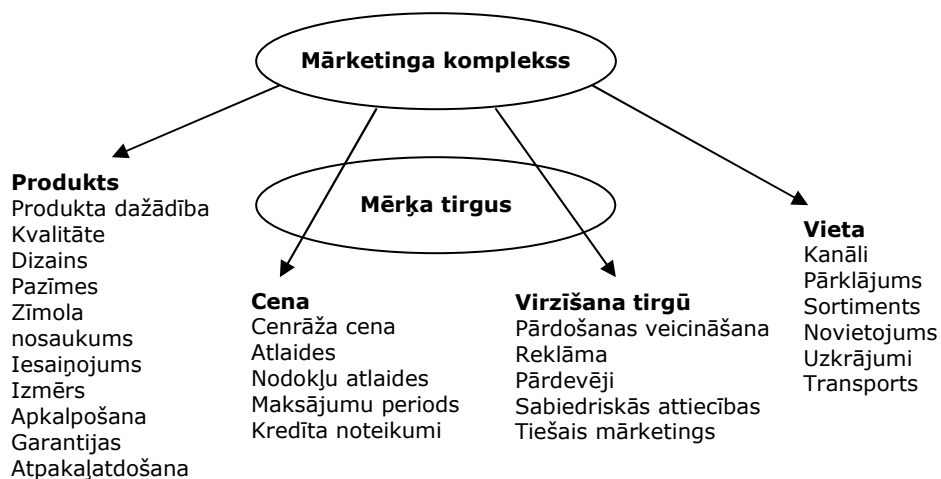 Mārketinga komplekss
Mērķa tirgus
Produkts
Produkta dažādība
Kvalitāte
Dizains
Pazīmes
Zīmola
nosaukums
Iesaiņojums
Izmērs
Apkalpošana
Garantijas
Atpakaļatdošana
Cena
Cenrāža cena
Atlaides
Nodokļu atlaides
Maksājumu periods
Kredīta noteikumi
Virzīšana tirgū
Pārdošanas veicināšana
Reklāma
Pārdevēji
Sabiedriskās attiecības
Tiešais mārketings
Vieta
Kanāli
Pārklājums
Sortiments
Novietojums
Uzkrājumi
Transports